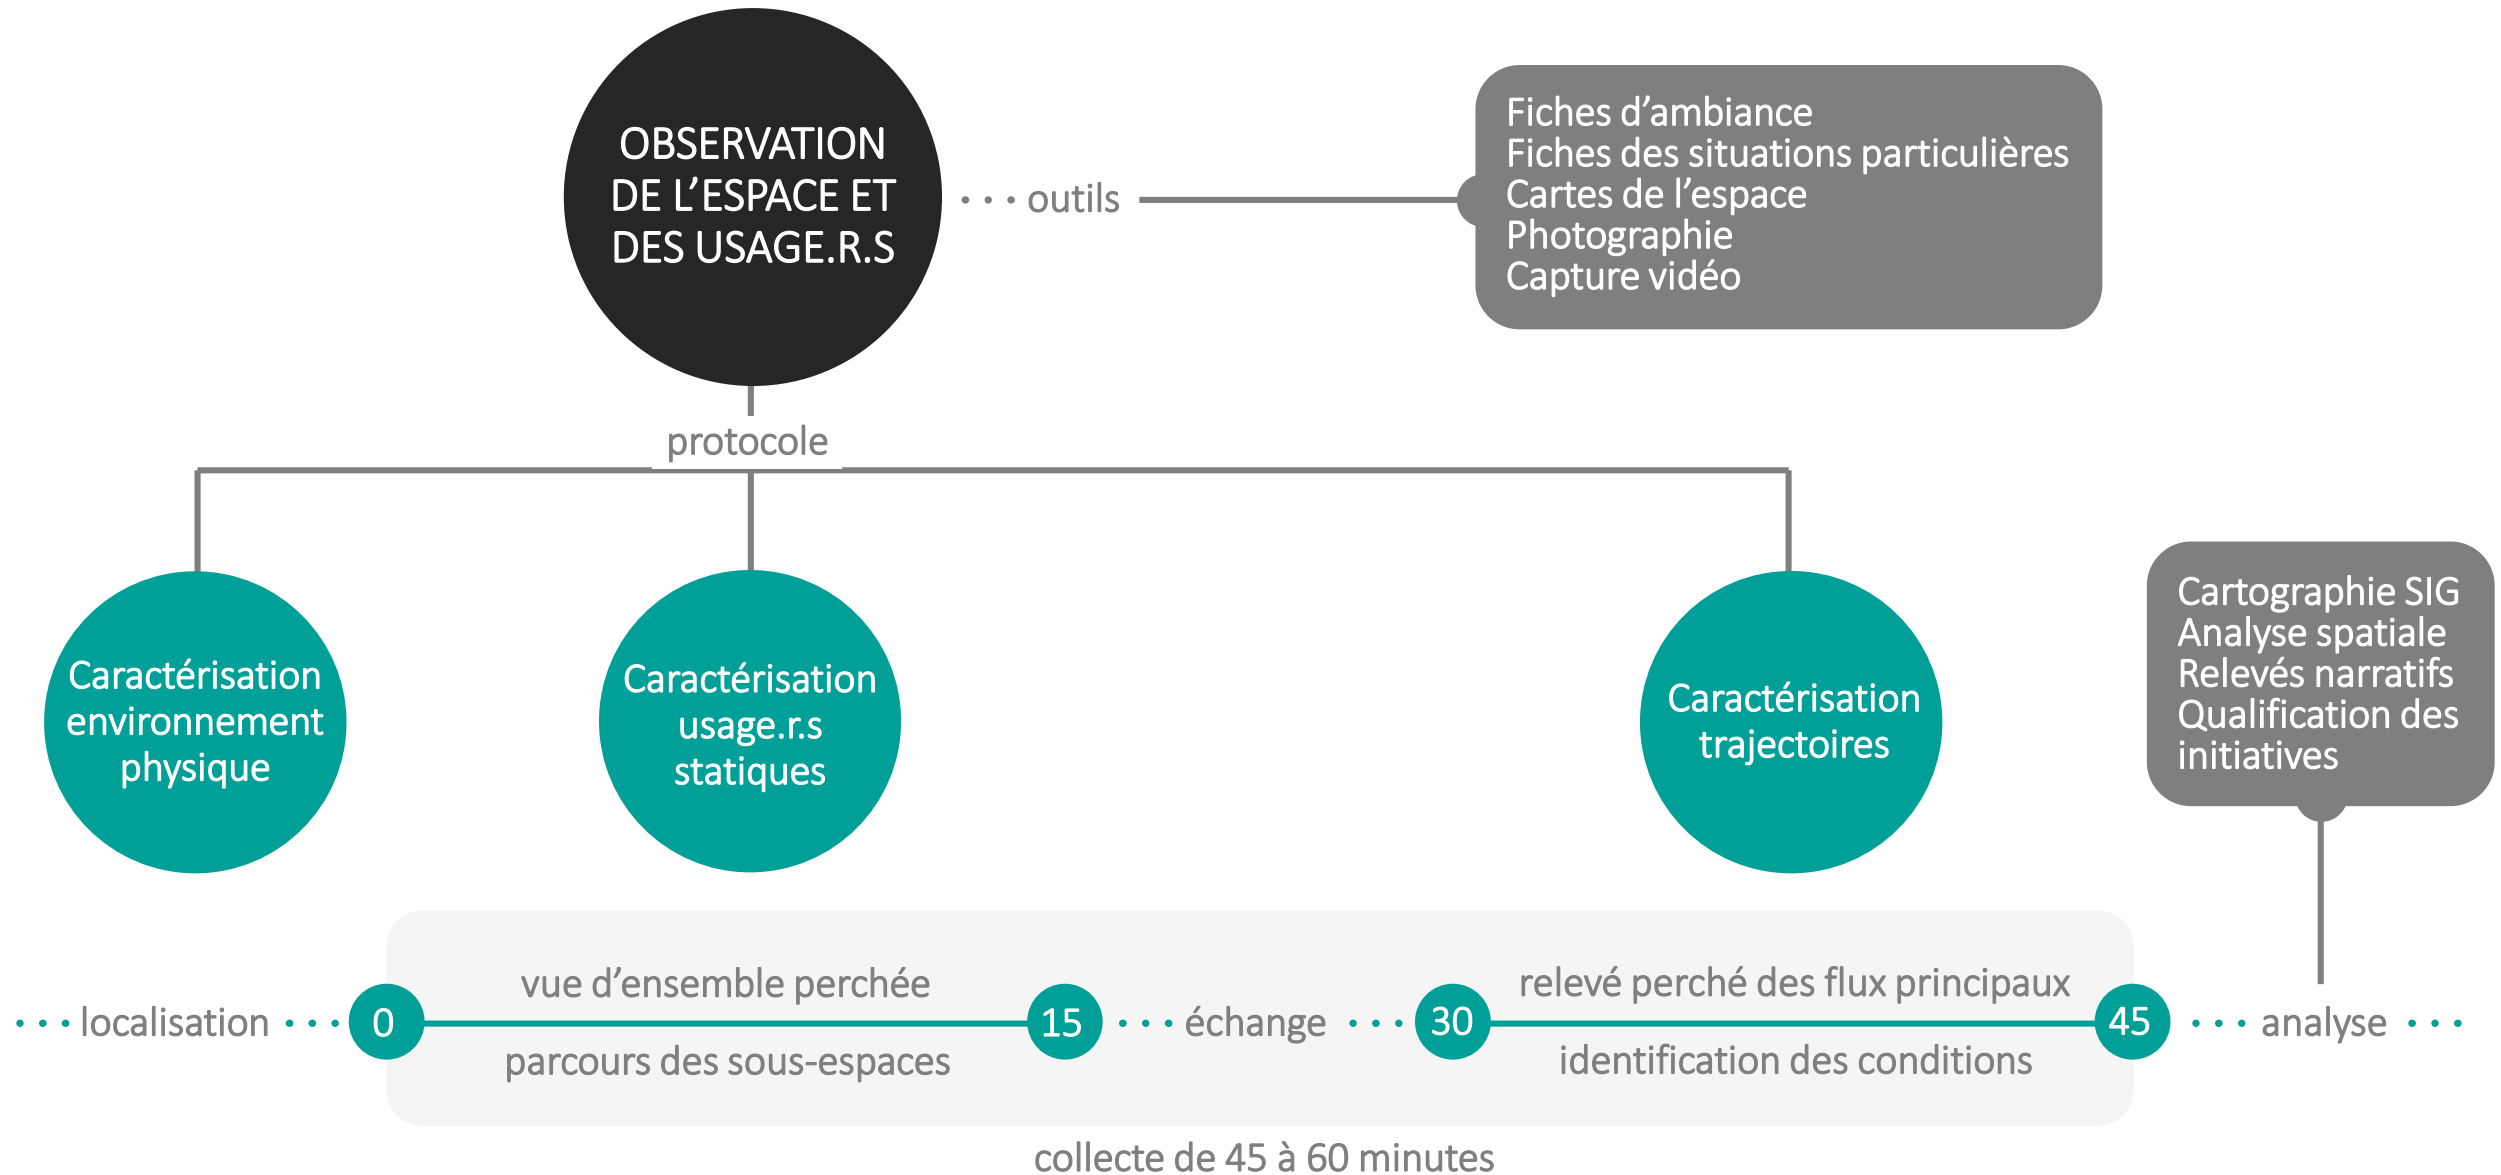 OBSERVATION
DE L'ESPACE ET
DES USAGE.R.S
outils
Fiches d'ambiance
Fiches des situations particulières
Cartes de l'espace
Photographie
Capture vidéo
protocole
Caractérisation
environnement
physique
Caractérisation
usage.r.s
statiques
Caractérisation
trajectoires
Cartographie SIG
Analyse spatiale
Relevés narratifs
Qualification des
initiatives
localisation
0
vue d'ensemble perchée
parcours des sous-espaces
15
échange
30
relevé perché des flux principaux
identification des conditions
45
analyse
collecte de 45 à 60 minutes